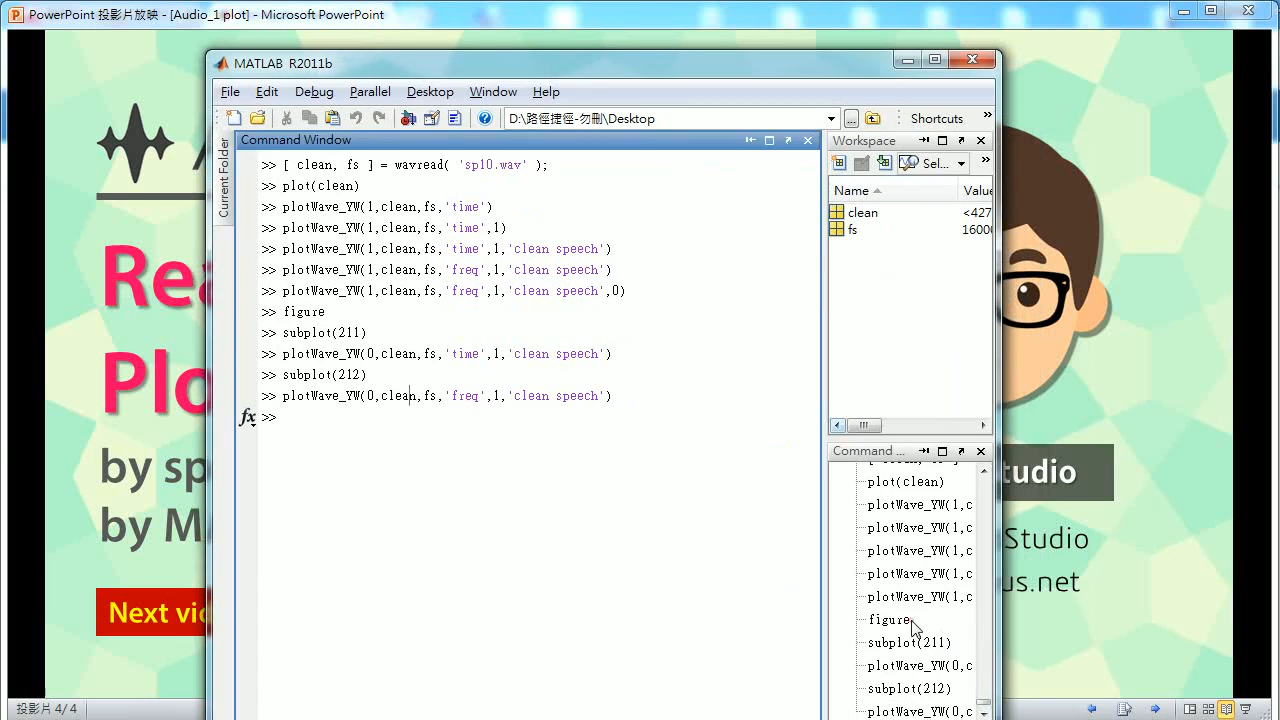 PowerPoint 投影片放映 - [Audio_1 plot] - Microsoft PowerPoint
MATLAB R2011b
File Edit Debug Parallel Desktop Window Help
D:\路徑捷徑-勿刪\Desktop
... Shortcuts »
Current Folder
Command Window
>> [ clean, fs ] = wavread( 'sp10.wav' );
>> plot(clean)
>> plotWave_YW(1,clean,fs,'time')
>> plotWave_YW(1,clean,fs,'time',1)
>> plotWave_YW(1,clean,fs,'time',1,'clean speech')
>> plotWave_YW(1,clean,fs,'freq',1,'clean speech')
>> plotWave_YW(1,clean,fs,'freq',1,'clean speech',0)
>> figure
>> subplot(211)
>> plotWave_YW(0,clean,fs,'time',1,'clean speech')
>> subplot(212)
>> plotWave_YW(0,clean,fs,'freq',1,'clean speech')
fx >>
Workspace
Sel... »
Name Value
clean <427
fs 16000
Command ...
plot(clean)
plotWave_YW(1,c
plotWave_YW(1,c
plotWave_YW(1,c
plotWave_YW(1,c
plotWave_YW(1,c
figure
subplot(211)
plotWave_YW(0,c
subplot(212)
plotWave_YW(0,c
Rea
Plo
by sp
by M
Next vid
tudio
Studio
us.net
投影片 4/ 4